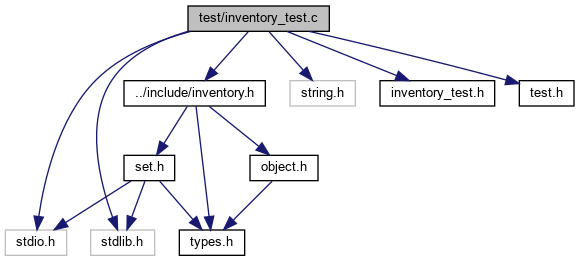 test/inventory_test.c
../include/inventory.h
string.h
inventory_test.h
test.h
set.h
object.h
stdio.h
stdlib.h
types.h